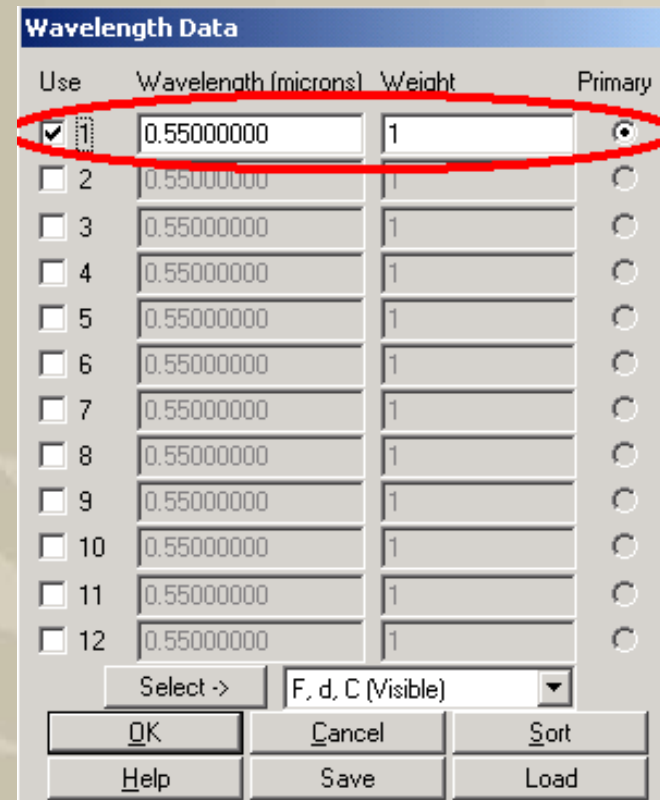 Wavelength Data
Use Wavelength (microns) Weight Primary
1 0.55000000 1
2 0.55000000 1
3 0.55000000 1
4 0.55000000 1
5 0.55000000 1
6 0.55000000 1
7 0.55000000 1
8 0.55000000 1
9 0.55000000 1
10 0.55000000 1
11 0.55000000 1
12 0.55000000 1
Select -> F, d, C (Visible)
OK Cancel Sort
Help Save Load